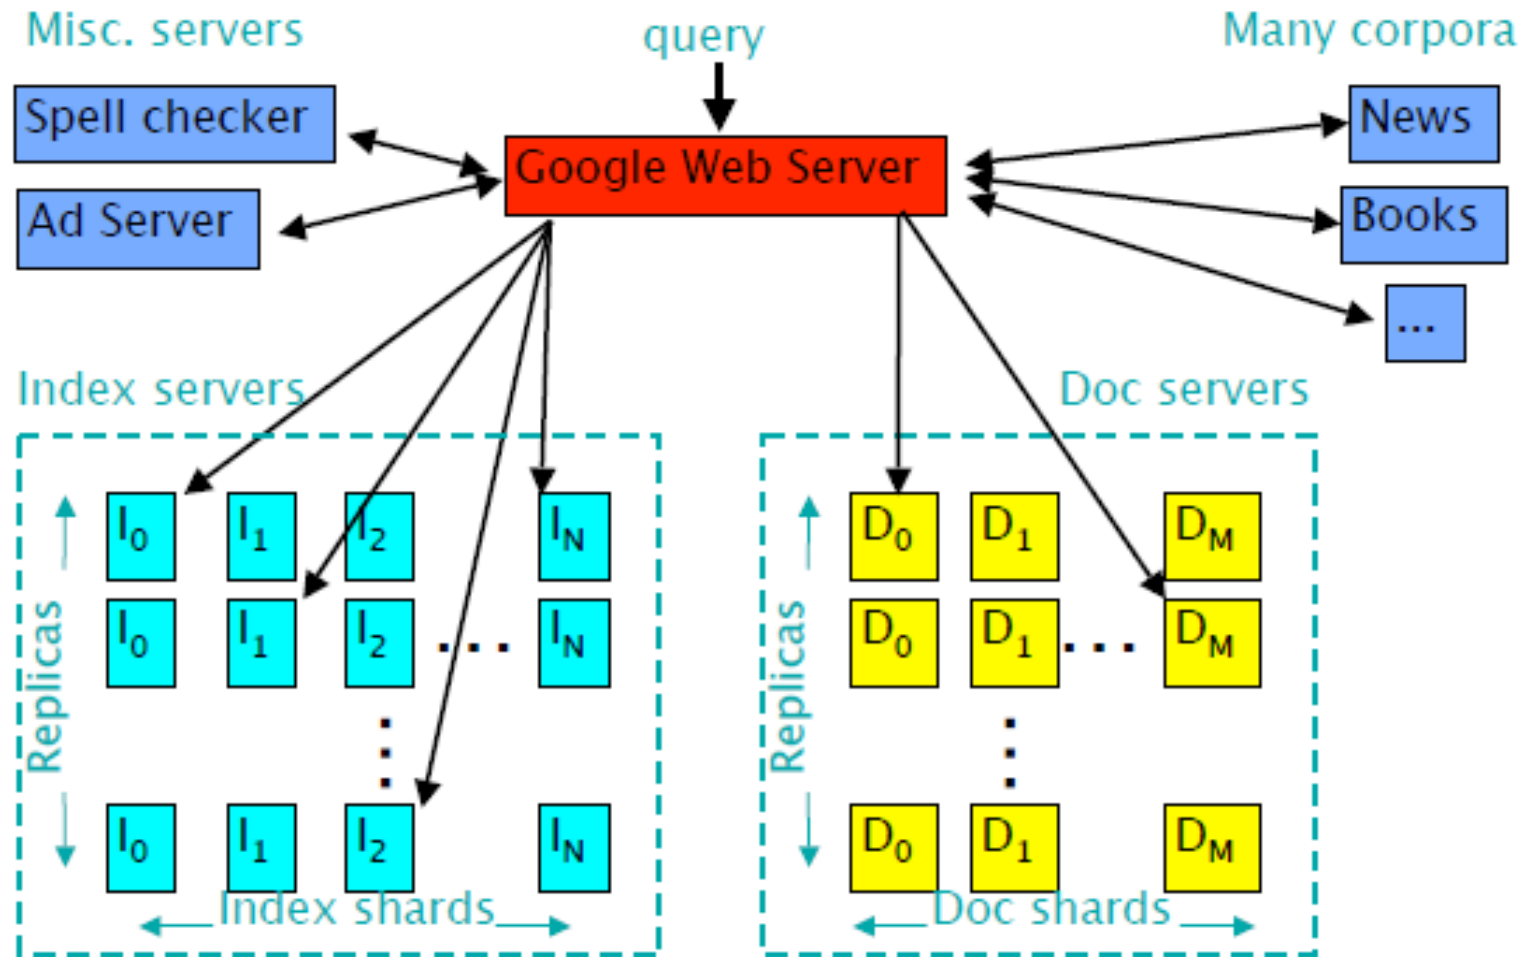 Misc. servers
query
Many corpora
Spell checker
Google Web Server
News
Ad Server
Books
...
Index servers
Doc servers
I0 I1 I2 IN
D0 D1 DM
I0 I1 I2 ... IN
D0 D1 ... DM
Replicas
Replicas
I0 I1 I2 IN
D0 D1 DM
Index shards
Doc shards